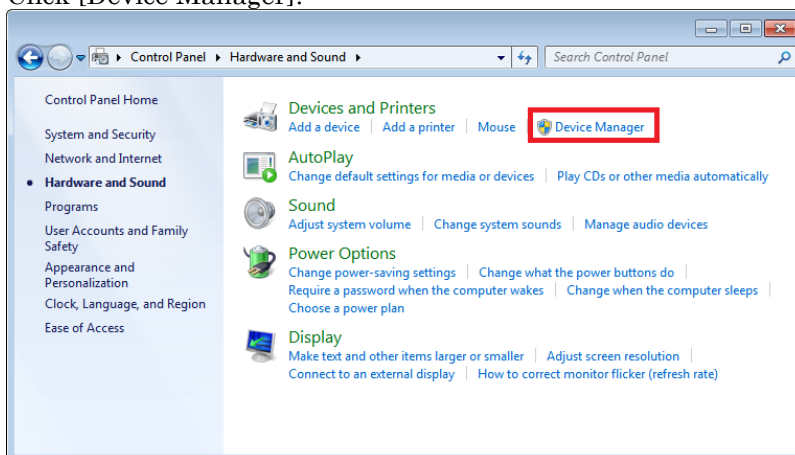 Click [Device Manager].
Control Panel Hardware and Sound Search Control Panel
Control Panel Home
System and Security
Network and Internet
Hardware and Sound
Programs
User Accounts and Family
Safety
Appearance and
Personalization
Clock, Language, and Region
Ease of Access
Devices and Printers
Add a device Add a printer Mouse Device Manager
AutoPlay
Change default settings for media or devices Play CDs or other media automatically
Sound
Adjust system volume Change system sounds Manage audio devices
Power Options
Change power-saving settings Change what the power buttons do
Require a password when the computer wakes Change when the computer sleeps
Choose a power plan
Display
Make text and other items larger or smaller Adjust screen resolution
Connect to an external display How to correct monitor flicker (refresh rate)